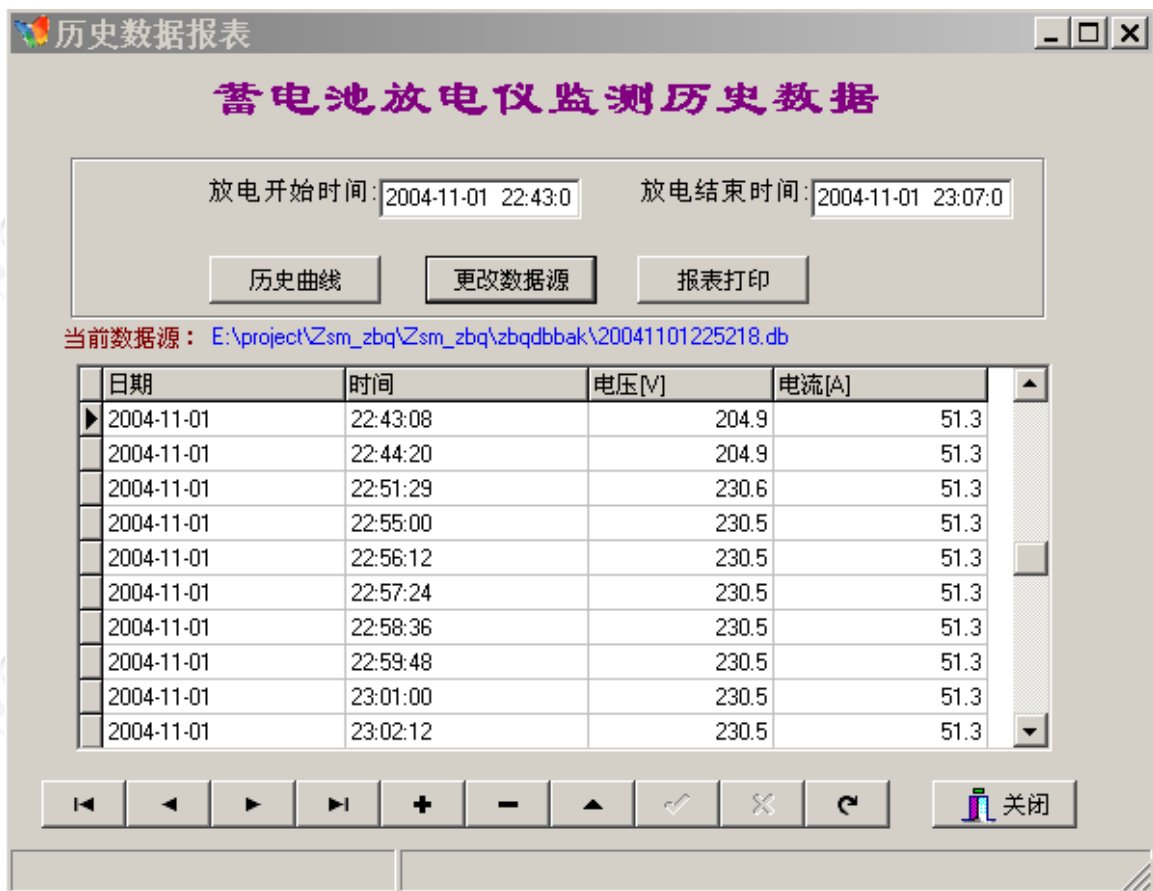 历史数据报表
蓄电池放电仪监测历史数据
放电开始时间: 2004-11-01 22:43:0 放电结束时间: 2004-11-01 23:07:0
历史曲线 更改数据源 报表打印
当前数据源： E:\project\Zsm_zbq\Zsm_zbq\zbqdbbak\20041101225218.db
日期 时间 电压[V] 电流[A]
2004-11-01 22:43:08 204.9 51.3
2004-11-01 22:44:20 204.9 51.3
2004-11-01 22:51:29 230.6 51.3
2004-11-01 22:55:00 230.5 51.3
2004-11-01 22:56:12 230.5 51.3
2004-11-01 22:57:24 230.5 51.3
2004-11-01 22:58:36 230.5 51.3
2004-11-01 22:59:48 230.5 51.3
2004-11-01 23:01:00 230.5 51.3
2004-11-01 23:02:12 230.5 51.3
关闭